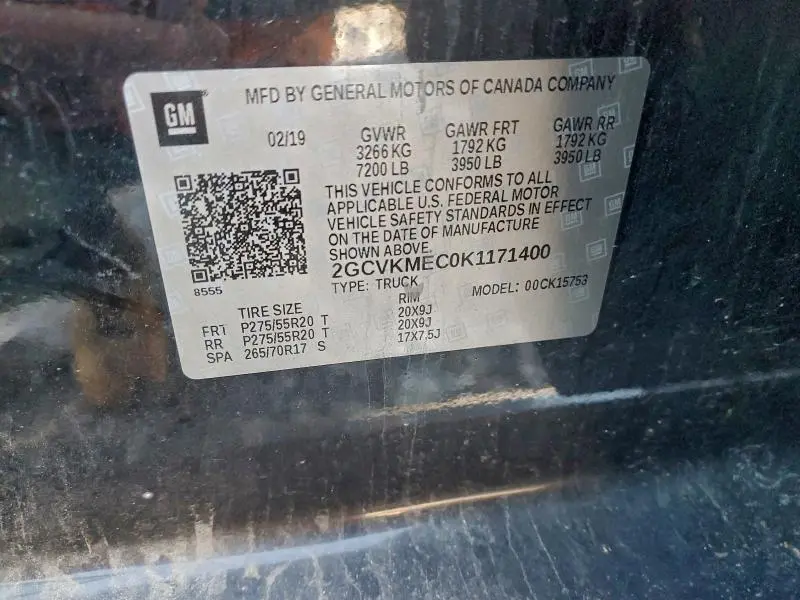 GM
MFD BY GENERAL MOTORS OF CANADA COMPANY
02/19
GVWR GAWR FRT GAWR RR
3266 KG 1792 KG 1792 KG
7200 LB 3950 LB 3950 LB
THIS VEHICLE CONFORMS TO ALL
APPLICABLE U.S. FEDERAL MOTOR
VEHICLE SAFETY STANDARDS IN EFFECT
ON THE DATE OF MANUFACTURE
SHOWN ABOVE.
2GCVKMEC0K1171400
8555
TYPE: TRUCK MODEL: 00CK15753
TIRE SIZE RIM
FRT P275/55R20 T 20X9J
RR P275/55R20 T 20X9J
SPA 265/70R17 S 17X7,5J